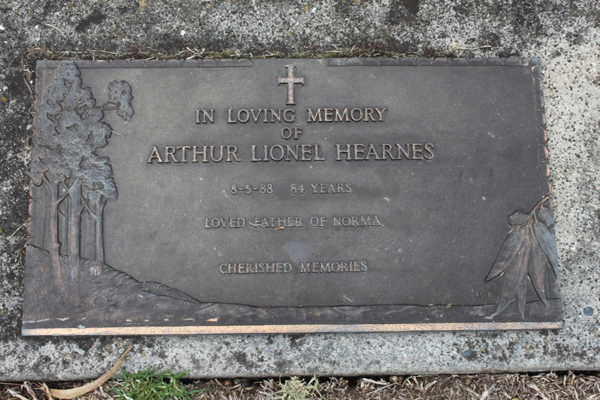 IN LOVING MEMORY
OF
ARTHUR LIONEL HEARNES
8-5-88 84 YEARS
LOVED FATHER OF NORMA
CHERISHED MEMORIES